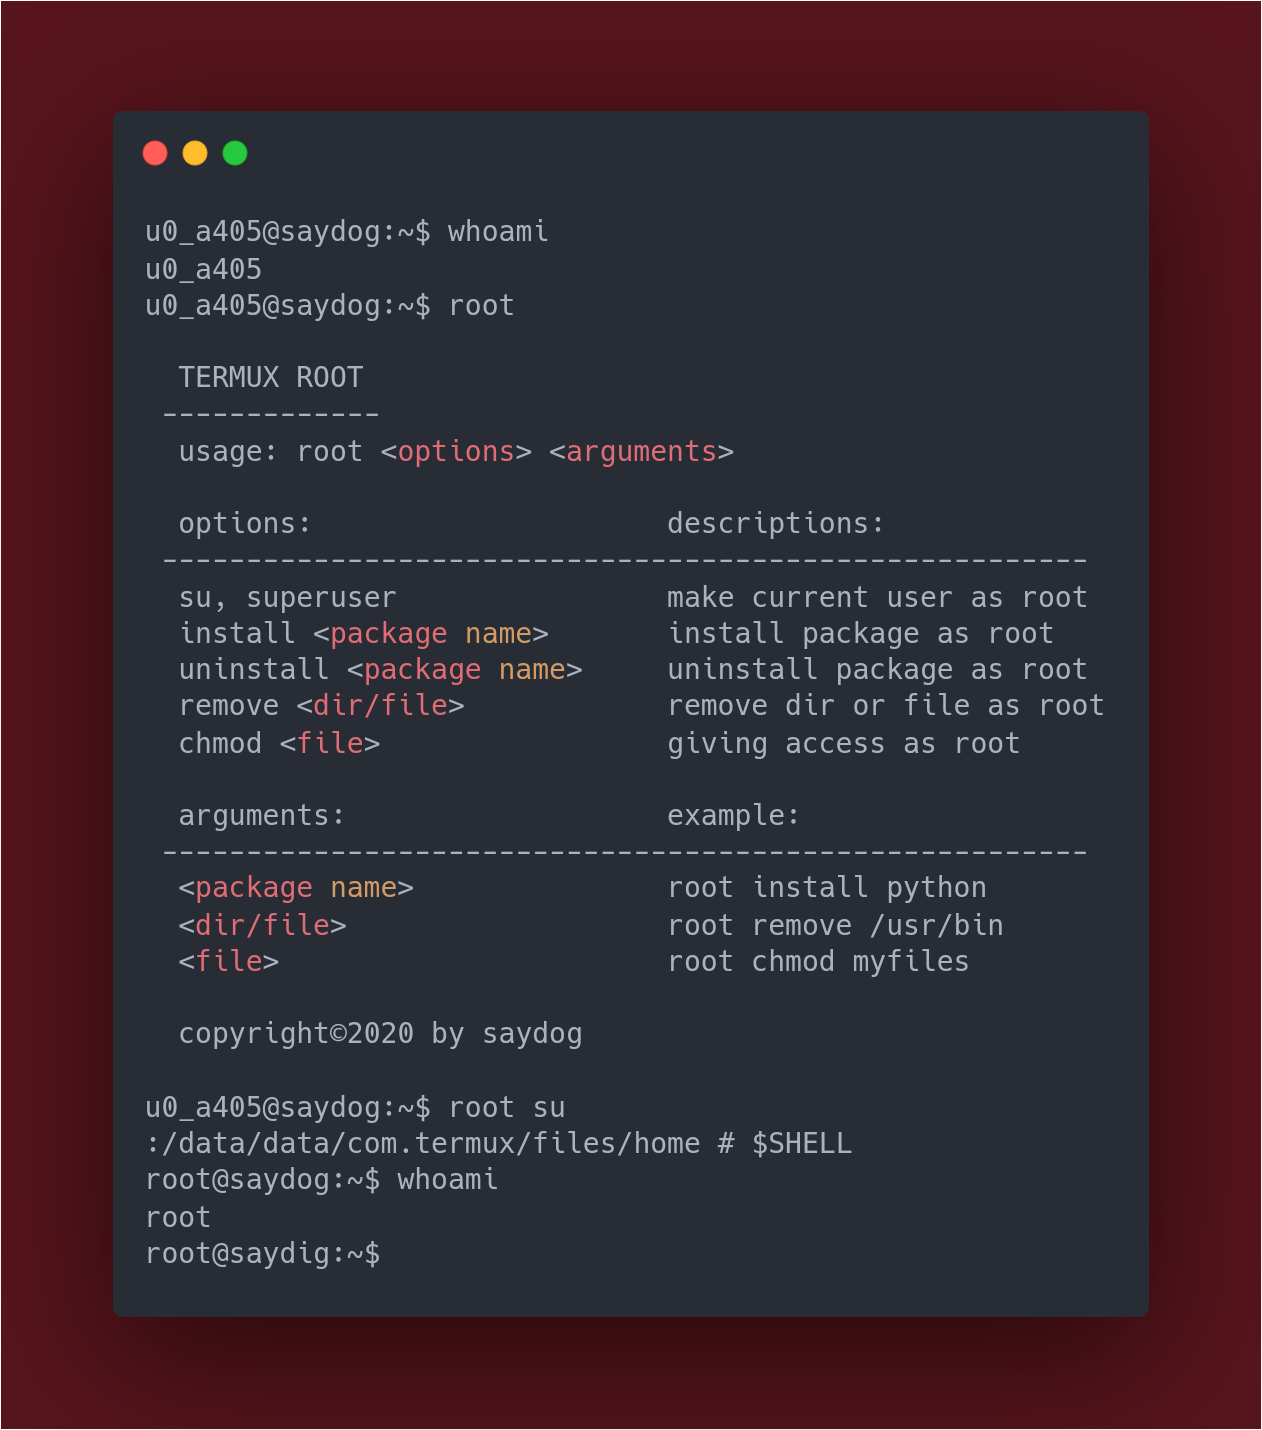 u0_a405@saydog:~$ whoami
u0_a405
u0_a405@saydog:~$ root
TERMUX ROOT
-------------
usage: root <options> <arguments>
options: descriptions:
-------------------------------------------------------
su, superuser make current user as root
install <package name> install package as root
uninstall <package name> uninstall package as root
remove <dir/file> remove dir or file as root
chmod <file> giving access as root
arguments: example:
-------------------------------------------------------
<package name> root install python
<dir/file> root remove /usr/bin
<file> root chmod myfiles
copyright©2020 by saydog
u0_a405@saydog:~$ root su
:/data/data/com.termux/files/home # $SHELL
root@saydog:~$ whoami
root
root@saydig:~$